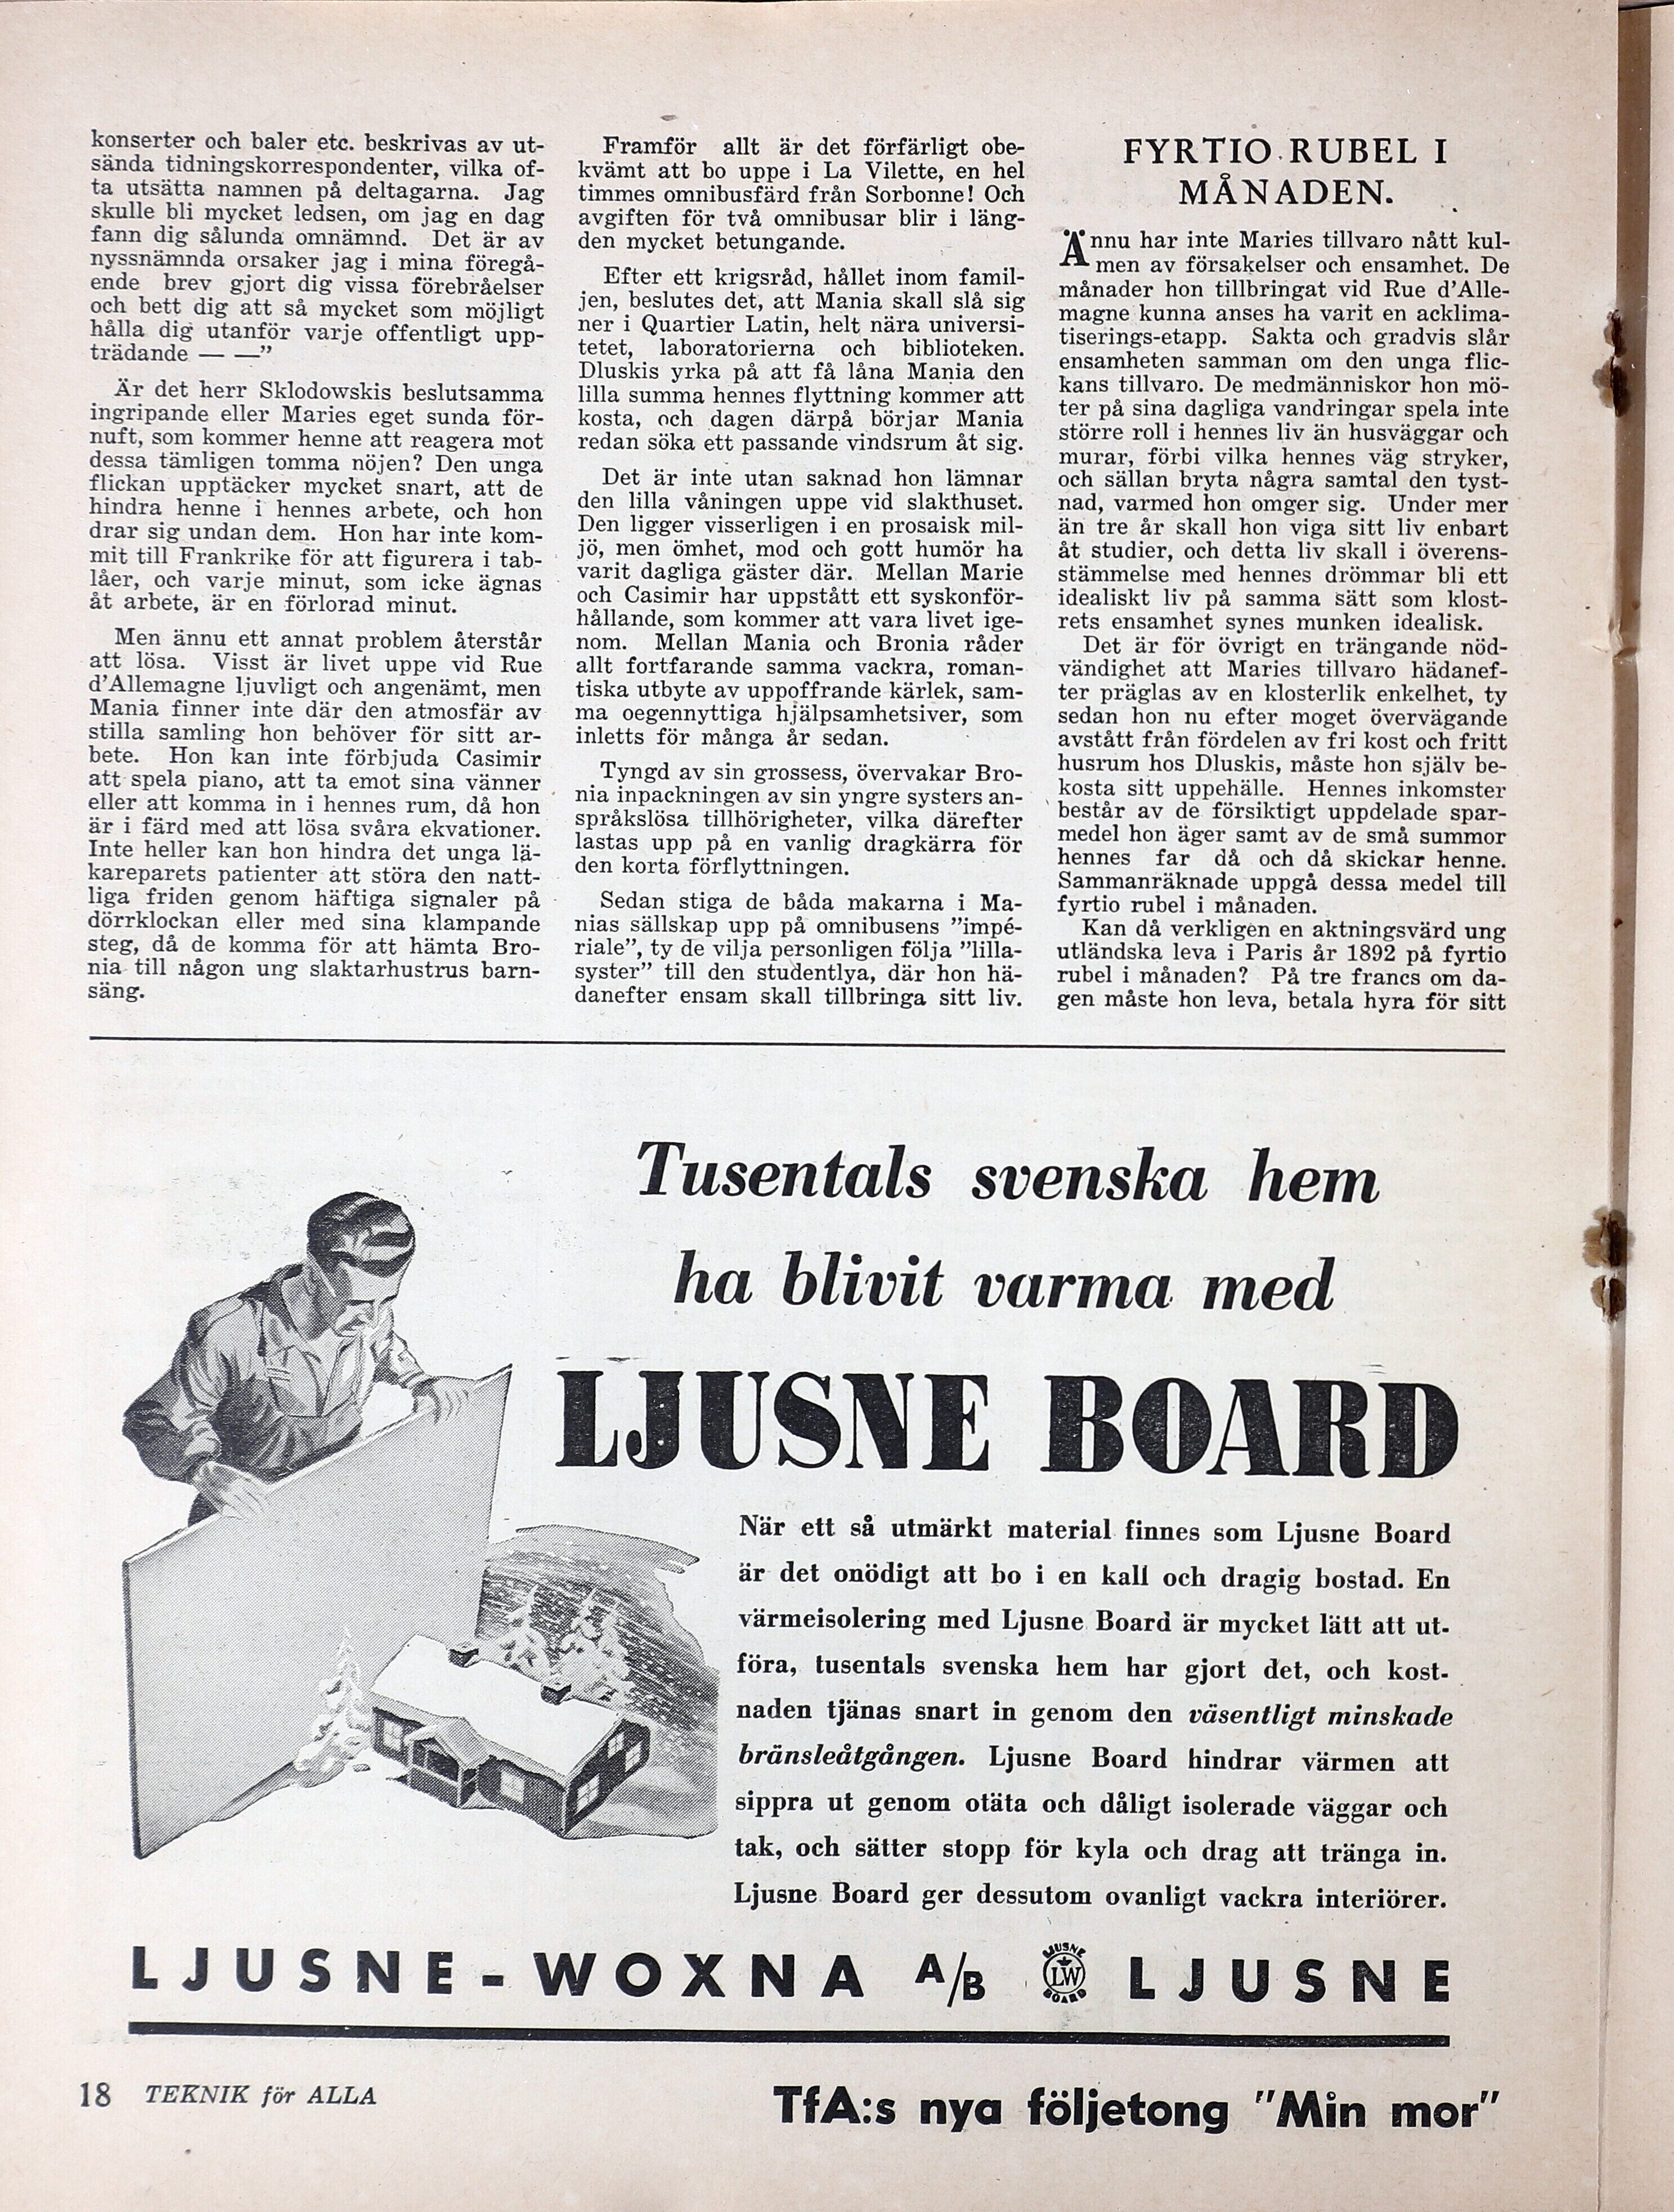 konserter och baler etc. beskrivas av ut-
sända tidningskorrespondenter, vilka of-
ta utsätta namnen på deltagarna. Jag
skulle bli mycket ledsen, om jag en dag
fann dig sålunda omnämnd. Det är av
nyssnämnda orsaker jag i mina föregå-
ende brev gjort dig vissa förebråelser
och bett dig att så mycket som möjligt
hålla dig utanför varje offentligt upp-
trädande — —”
Är det herr Sklodowskis beslutsamma
ingripande eller Maries eget sunda för-
nuft, som kommer henne att reagera mot
dessa tämligen tomma nöjen? Den unga
flickan upptäcker mycket snart, att de
hindra henne i hennes arbete, och hon
drar sig undan dem. Hon har inte kom-
mit till Frankrike för att figurera i tab-
låer, och varje minut, som icke ägnas
åt arbete, är en förlorad minut.
Men ännu ett annat problem återstår
att lösa. Visst är livet uppe vid Rue
d'Allemagne ljuvligt och angenämt, men
Mania finner inte där den atmosfär av
stilla samling hon behöver för sitt ar-
bete. Hon kan inte förbjuda Casimir
att spela piano, att ta emot sina vänner
eller att komma in i hennes rum, då hon
är i färd med att lösa svåra ekvationer.
Inte heller kan hon hindra det unga lä-
kareparets patienter att störa den natt-
liga friden genom häftiga signaler på
dörrklockan eller med sina klampande
steg, då de komma för att hämta Bro-
nia till någon ung slaktarhustrus barn-
säng.
Framför allt är det förfärligt obe-
kvämt att bo uppe i La Vilette, en hel
timmes omnibusfärd från Sorbonne! Och
avgiften för två omnibusar blir i läng-
den mycket betungande.
Efter ett krigsråd, hållet inom famil-
jen, beslutes det, att Mania skall slå sig
ner i Quartier Latin, helt nära universi-
tetet, laboratorierna och biblioteken.
Dluskis yrka på att få låna Mania den
lilla summa hennes flyttning kommer att
kosta, och dagen därpå börjar Mania
redan söka ett passande vindsrum åt sig.
Det är inte utan saknad hon lämnar
den lilla våningen uppe vid slakthuset.
Den ligger visserligen i en prosaisk mil-
jö, men ömhet, mod och gott humör ha
varit dagliga gäster där. Mellan Marie
och Casimir har uppstått ett syskonför-
hållande, som kommer att vara livet ige-
nom. Mellan Mania och Bronia råder
allt fortfarande samma vackra, roman-
tiska utbyte av uppoffrande kärlek, sam-
ma oegennyttiga hjälpsamhetsiver, som
inletts för många år sedan.
Tyngd av sin grossess, övervakar Bro-
nia inpackningen av sin yngre systers an-
språkslösa tillhörigheter, vilka därefter
lastas upp på en vanlig dragkärra för
den korta förflyttningen.
Sedan stiga de båda makarna i Ma-
nias sällskap upp på omnibusens ”impé-
riale”, ty de vilja personligen följa ”lilla-
syster” till den studentlya, där hon hä-
danefter ensam skall tillbringa sitt liv.
FYRTIO RUBEL I
MÅNADEN.
Ännu har inte Maries tillvaro nått kul-
men av försakelser och ensamhet. De
månader hon tillbringat vid Rue d'Alle-
magne kunna anses ha varit en acklima-
tiserings-etapp. Sakta och gradvis slår
ensamheten samman om den unga flic-
kans tillvaro. De medmänniskor hon mö-
ter på sina dagliga vandringar spela inte
större roll i hennes liv än husväggar och
murar, förbi vilka hennes väg stryker,
och sällan bryta några samtal den tyst-
nad, varmed hon omger sig. Under mer
än tre år skall hon viga sitt liv enbart
åt studier, och detta liv skall i överens-
stämmelse med hennes drömmar bli ett
idealiskt liv på samma sätt som klost-
rets ensamhet synes munken idealisk.
Det är för övrigt en trängande nöd-
vändighet att Maries tillvaro hädanef-
ter präglas av en klosterlik enkelhet, ty
sedan hon nu efter moget övervägande
avstått från fördelen av fri kost och fritt
husrum hos Dluskis, måste hon själv be-
kosta sitt uppehälle. Hennes inkomster
består av de försiktigt uppdelade spar-
medel hon äger samt av de små summor
hennes far då och då skickar henne.
Sammanräknade uppgå dessa medel till
fyrtio rubel i månaden.
Kan då verkligen en aktningsvärd ung
utländska leva i Paris år 1892 på fyrtio
rubel i månaden? På tre francs om da-
gen måste hon leva, betala hyra för sitt
Tusentals svenska hem
ha blivit varma med
LJUSNE BOARD
När ett så utmärkt material finnes som Ljusne Board
är det onödigt att bo i en kall och dragig bostad. En
värmeisolering med Ljusne Board är mycket lätt att ut-
föra, tusentals svenska hem har gjort det, och kost-
naden tjänas snart in genom den väsentligt minskade
bränsleåtgången. Ljusne Board hindrar värmen att
sippra ut genom otäta och dåligt isolerade väggar och
tak, och sätter stopp för kyla och drag att tränga in.
Ljusne Board ger dessutom ovanligt vackra interiörer.
LJUSNE-WOXNA A/B LJUSNE LW BOARD LJUSNE
18 TEKNIK för ALLA
TfA:s nya följetong ”Min mor”